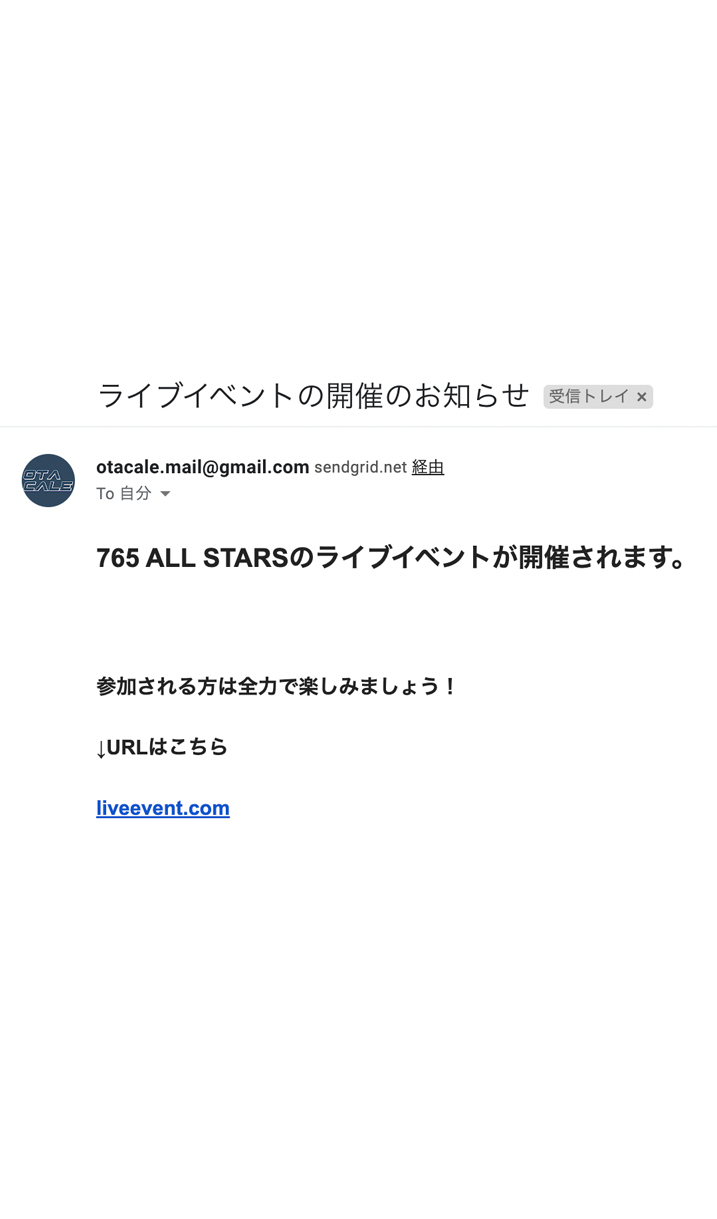 ライブイベントの開催のお知らせ 受信トレイ ×
OTA
CALE
otacale.mail@gmail.com sendgrid.net 経由
To 自分
765 ALL STARSのライブイベントが開催されます。
参加される方は全力で楽しみましょう！
↓URLはこちら
liveevent.com